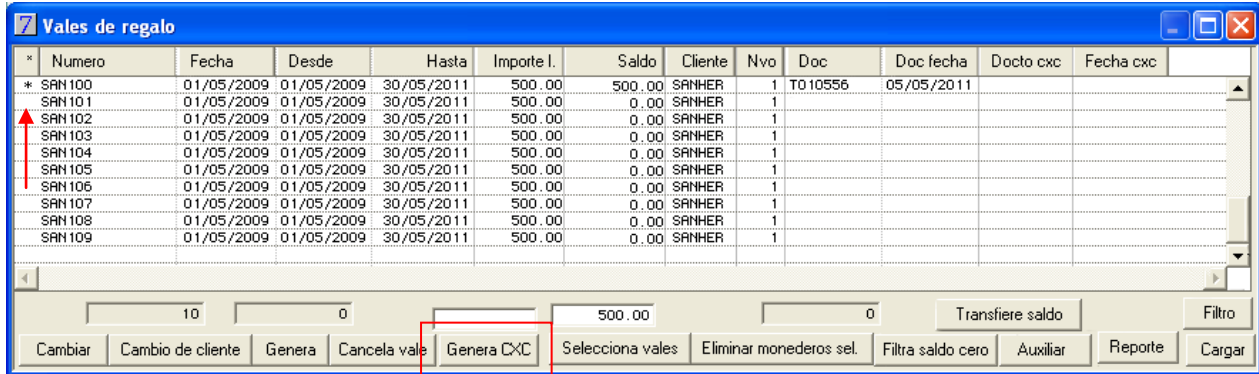 7 Vales de regalo
* Numero Fecha Desde Hasta Importe I. Saldo Cliente Nvo Doc Doc fecha Docto cxc Fecha cxc
* SAN100 01/05/2009 01/05/2009 30/05/2011 500.00 500.00 SANHER 1 T010556 05/05/2011
SAN101 01/05/2009 01/05/2009 30/05/2011 500.00 0.00 SANHER 1
SAN102 01/05/2009 01/05/2009 30/05/2011 500.00 0.00 SANHER 1
SAN103 01/05/2009 01/05/2009 30/05/2011 500.00 0.00 SANHER 1
SAN104 01/05/2009 01/05/2009 30/05/2011 500.00 0.00 SANHER 1
SAN105 01/05/2009 01/05/2009 30/05/2011 500.00 0.00 SANHER 1
SAN106 01/05/2009 01/05/2009 30/05/2011 500.00 0.00 SANHER 1
SAN107 01/05/2009 01/05/2009 30/05/2011 500.00 0.00 SANHER 1
SAN108 01/05/2009 01/05/2009 30/05/2011 500.00 0.00 SANHER 1
SAN109 01/05/2009 01/05/2009 30/05/2011 500.00 0.00 SANHER 1
10 0 500.00 0 Transfiere saldo Filtro
Cambiar Cambio de cliente Genera Cancela vale Genera CXC Selecciona vales Eliminar monederos sel. Filtra saldo cero Auxiliar Reporte Cargar